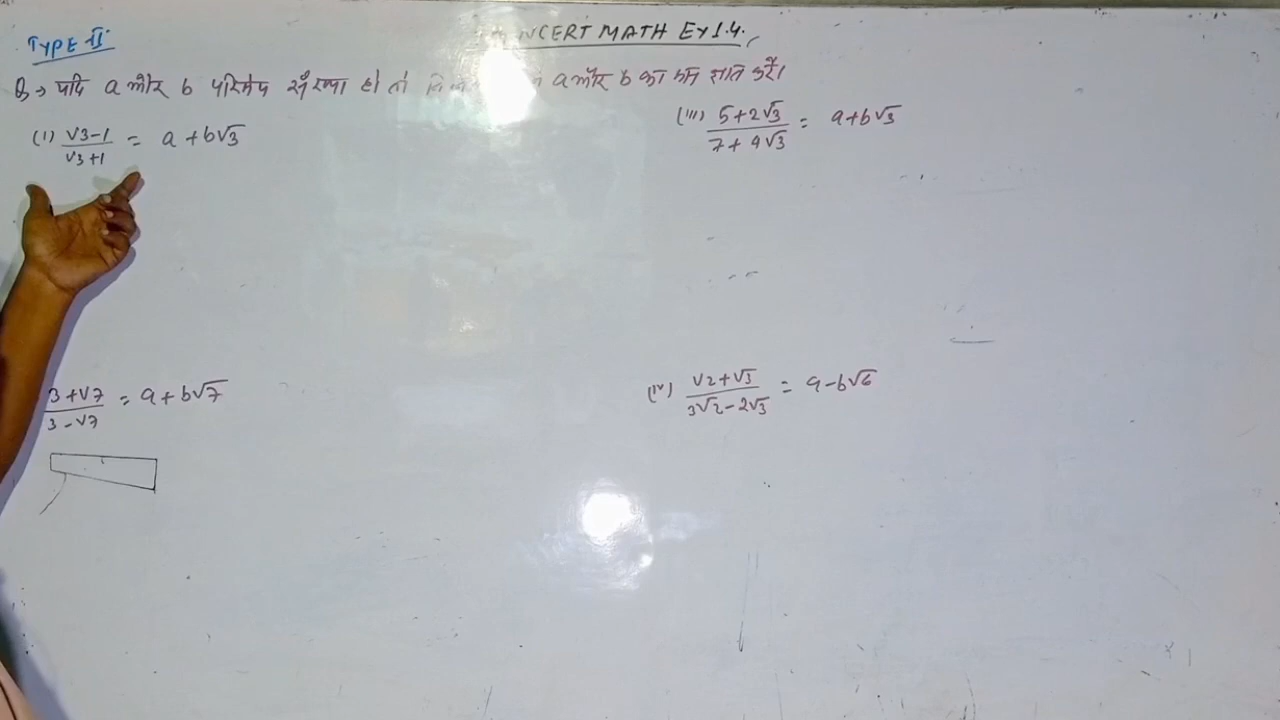 TYPE II
NCERT MATH EX 1.4.
Q→ यदि a और b परिमेय संख्या हो तो a और b का मान ज्ञात करें।
(i) √3-1 / √3+1 = a+b√3
(iii) 5+2√3 / 7+4√3 = a+b√3
3+√7 / 3-√7 = a+b√7
(iv) √2+√3 / 3√2-2√3 = a-b√6